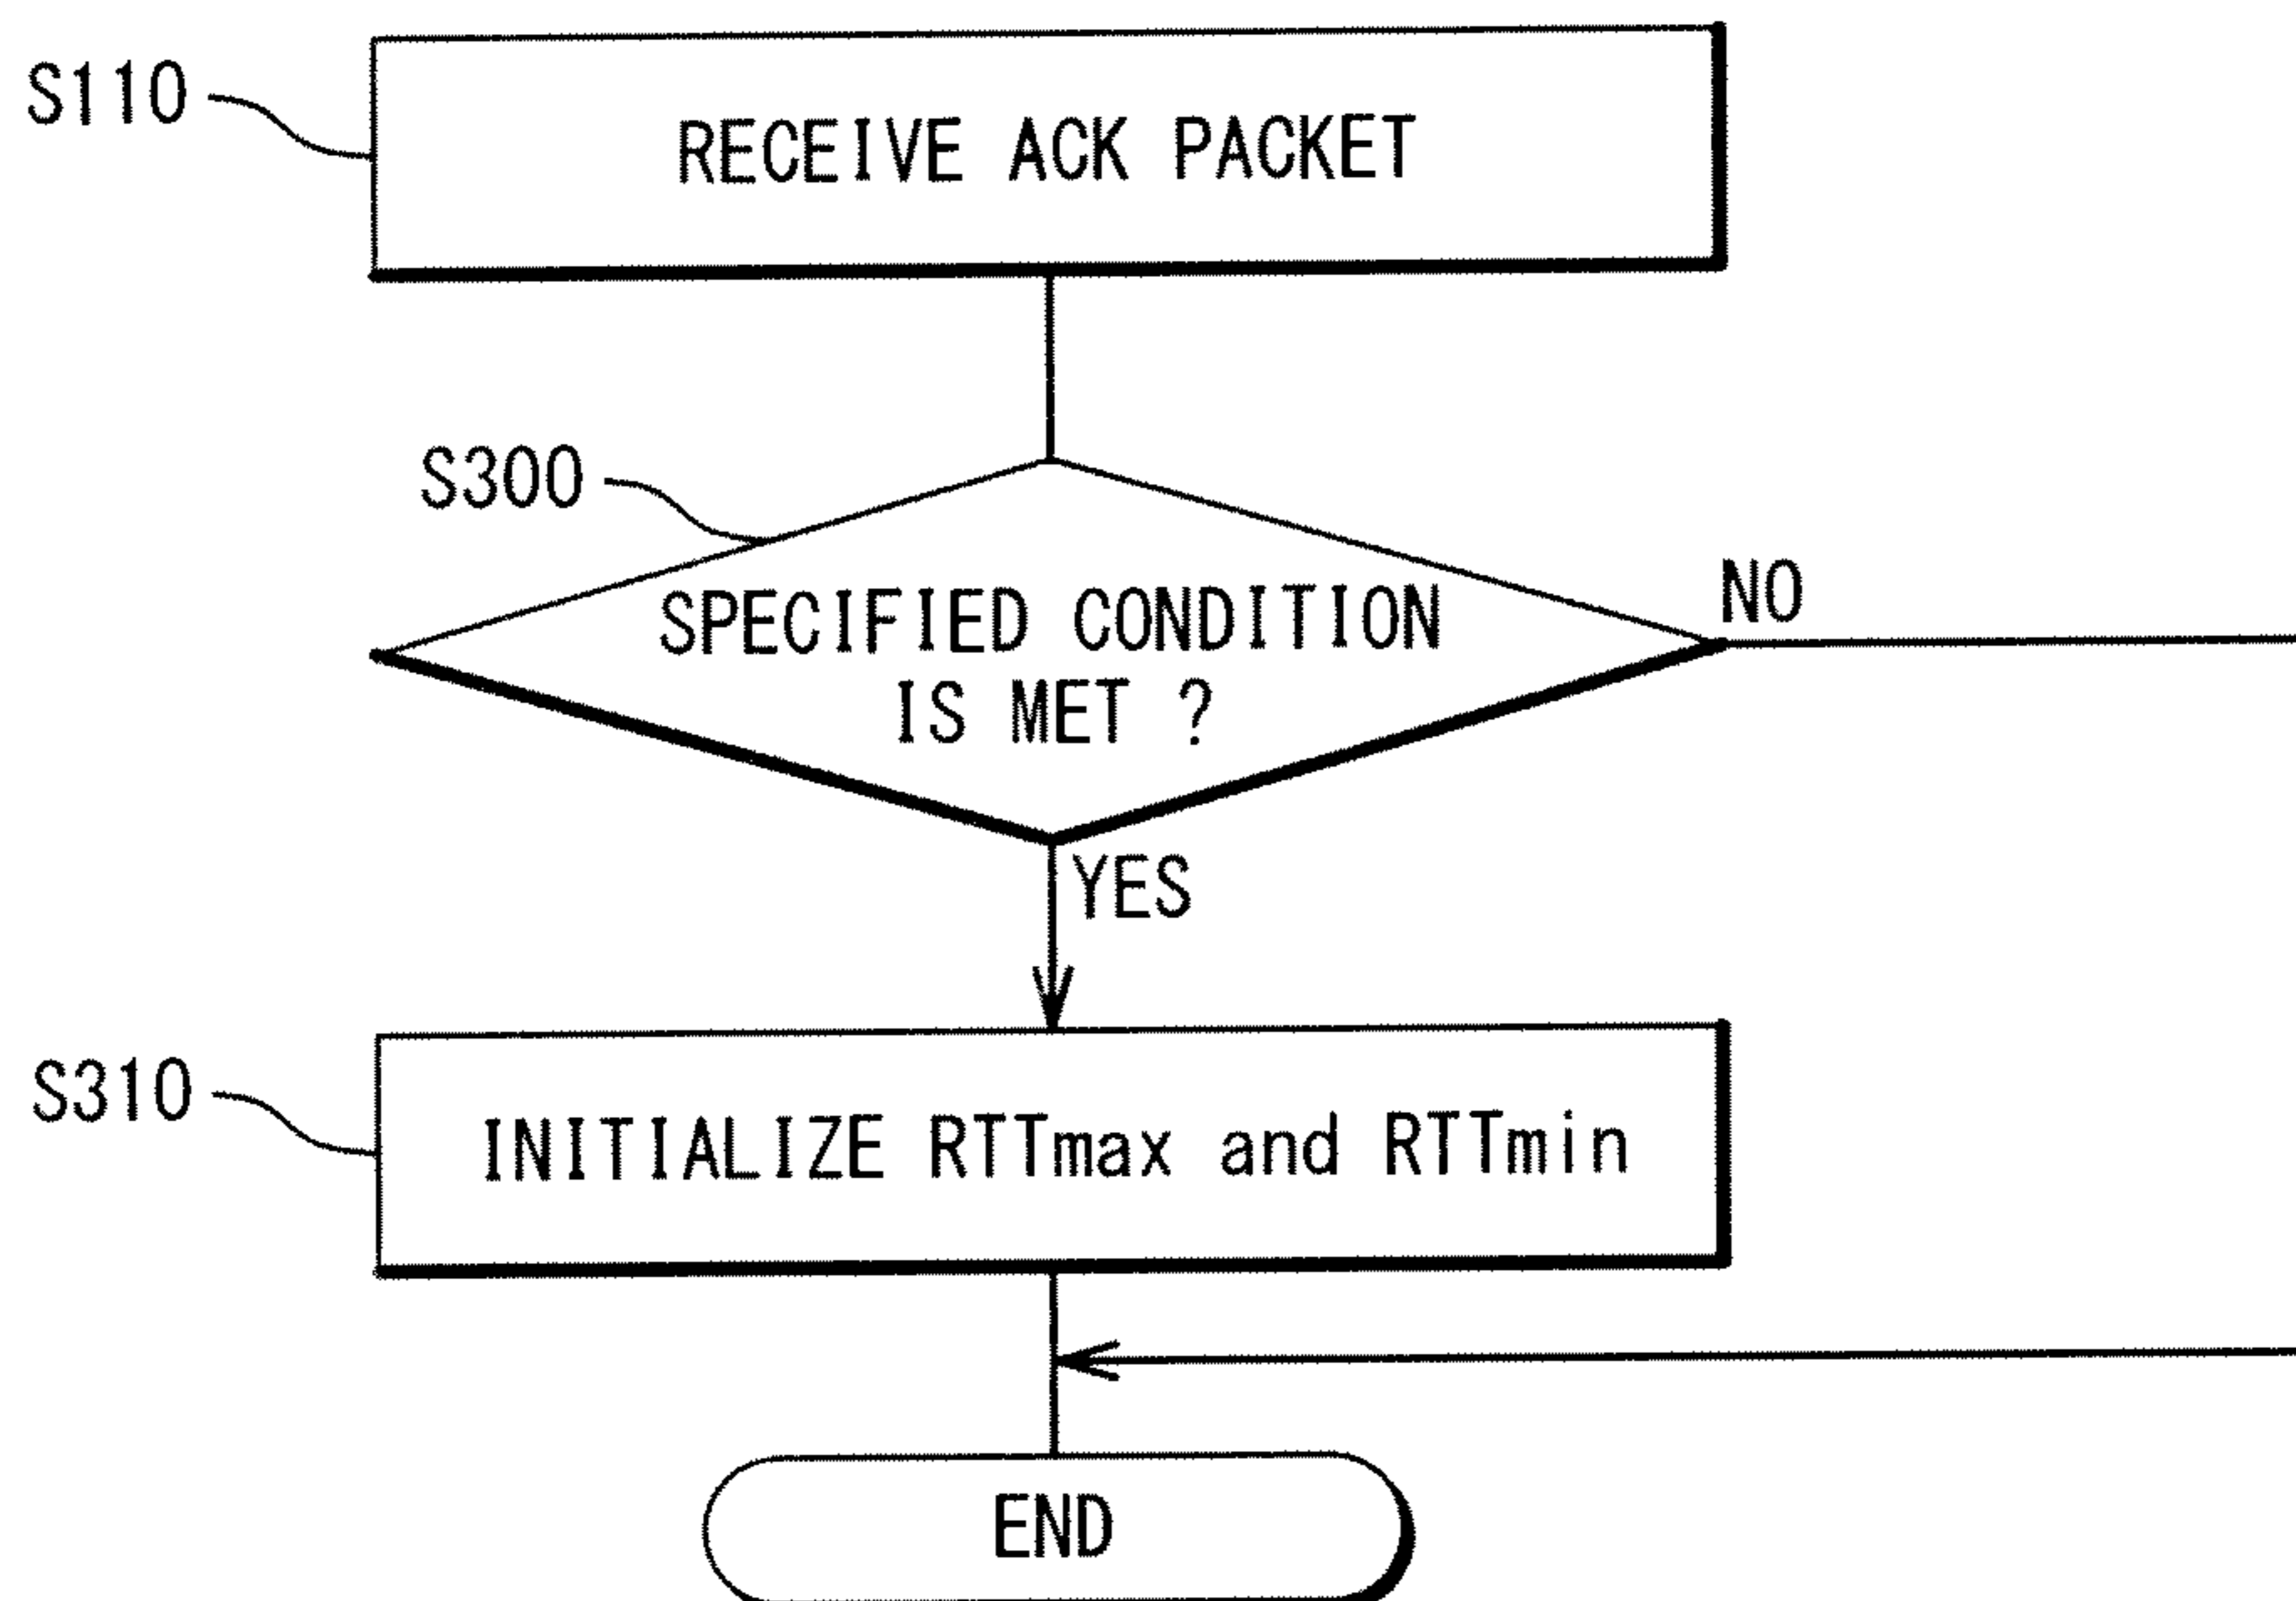 S110
RECEIVE ACK PACKET
S300
SPECIFIED CONDITION
IS MET ?
NO
YES
S310
INITIALIZE RTTmax and RTTmin
END